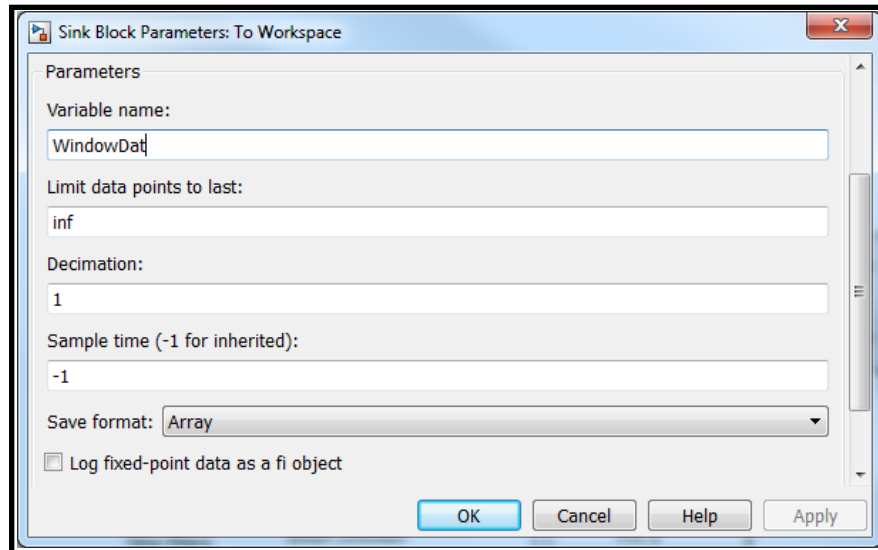 Sink Block Parameters: To Workspace
Parameters
Variable name:
WindowDat
Limit data points to last:
inf
Decimation:
1
Sample time (-1 for inherited):
-1
Save format: Array
Log fixed-point data as a fi object
OK Cancel Help Apply